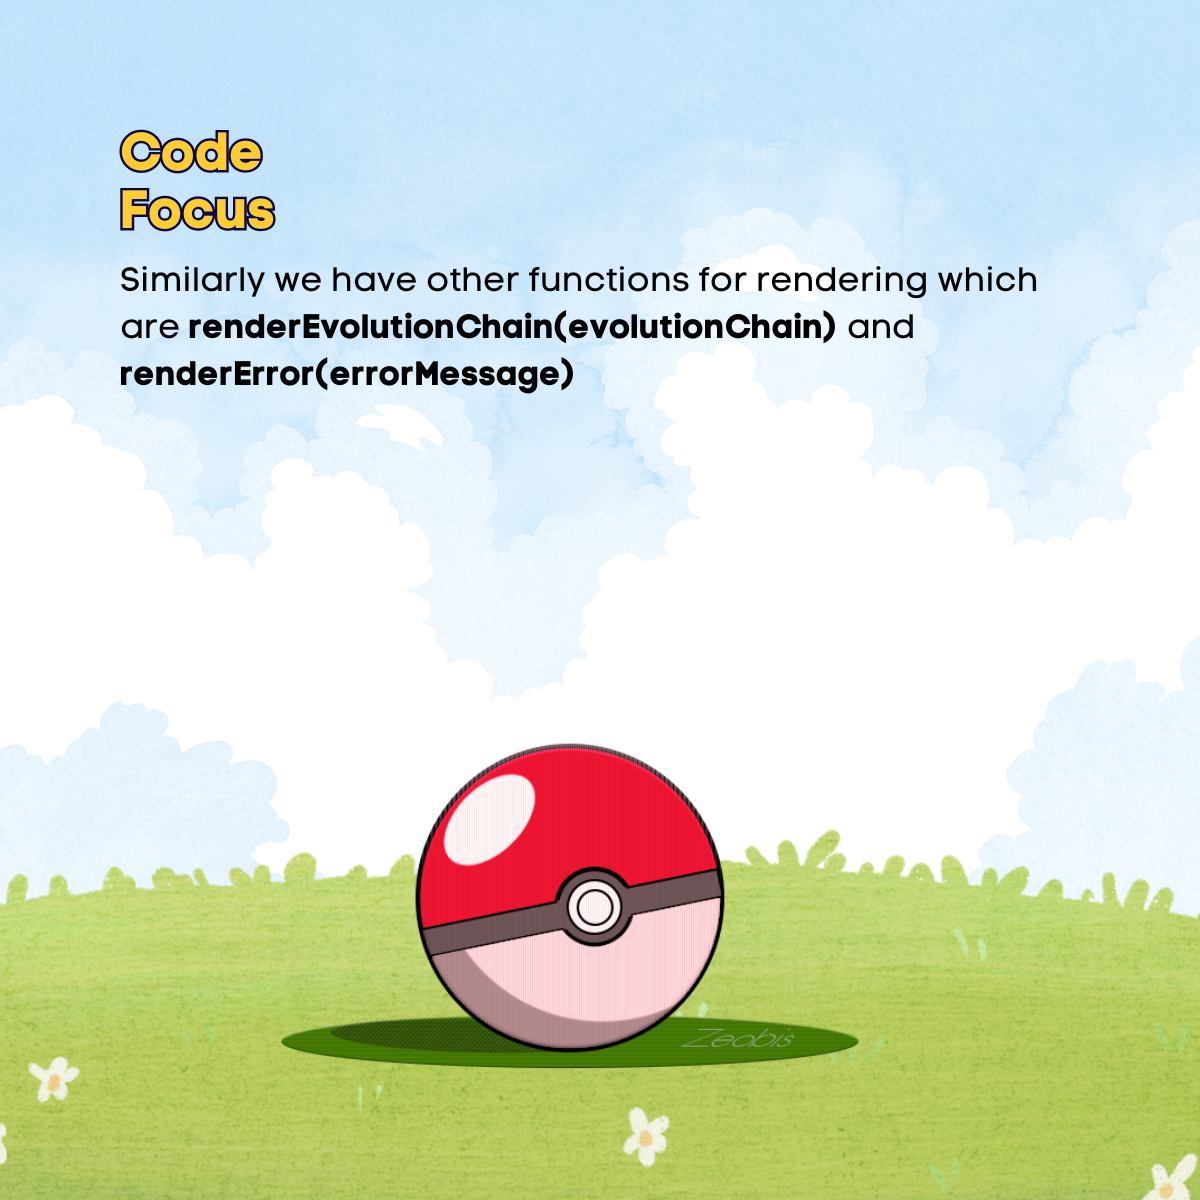 Code
Focus
Similarly we have other functions for rendering which
are renderEvolutionChain(evolutionChain) and
renderError(errorMessage)
Zeobis